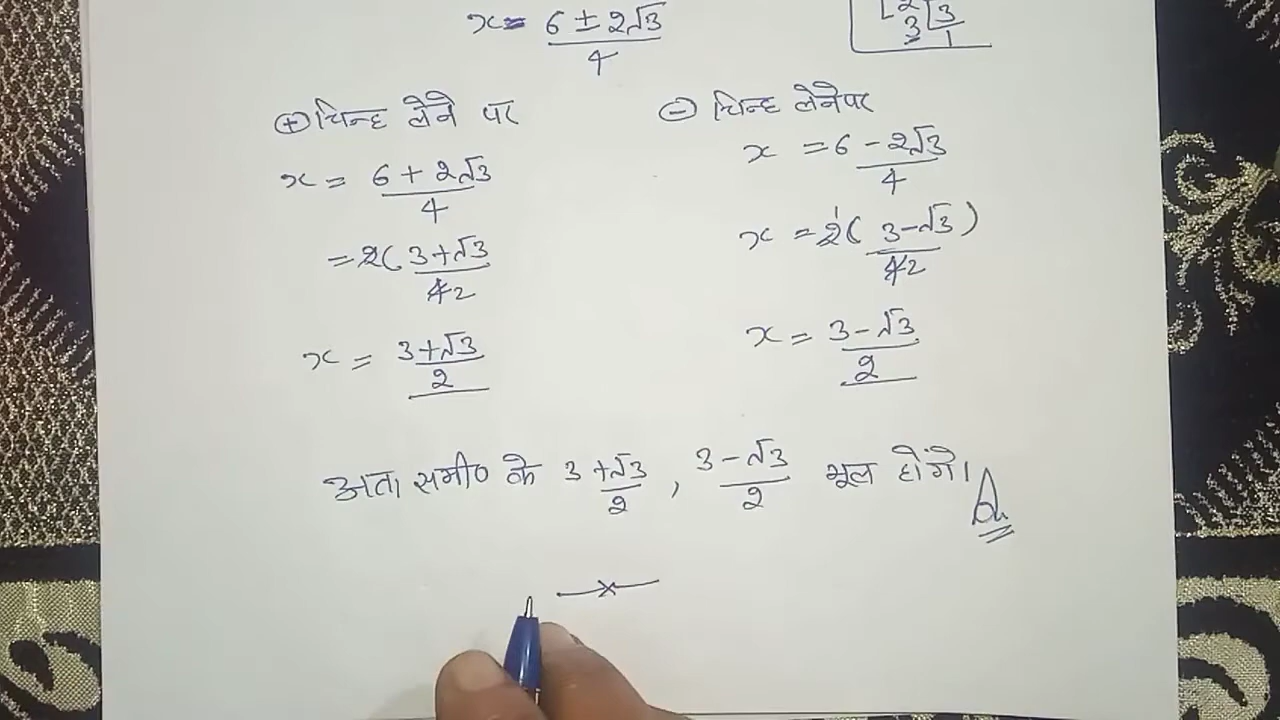 x = 6 ± 2√3 / 4
2
3 | 3
1
⊕ चिन्ह लेने पर
x = 6 + 2√3 / 4
= 2( 3+√3 / 4 2
x = 3+√3 / 2
⊖ चिन्ह लेने पर
x = 6 - 2√3 / 4
x = 2 1 ( 3-√3 ) / 4 2
x = 3-√3 / 2
अता समी० के 3+√3 / 2 , 3-√3 / 2 मूल होंगे।